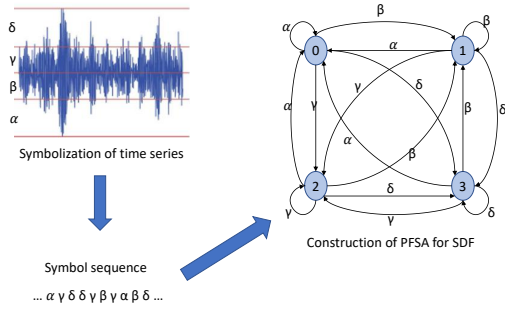 δ
γ
β
α
Symbolization of time series
Symbol sequence
... α γ δ δ γ β γ α β δ ...
α
β
β
0
α
1
γ
δ
α
γ
δ
α
β
β
2
δ
3
γ
γ
δ
Construction of PFSA for SDF